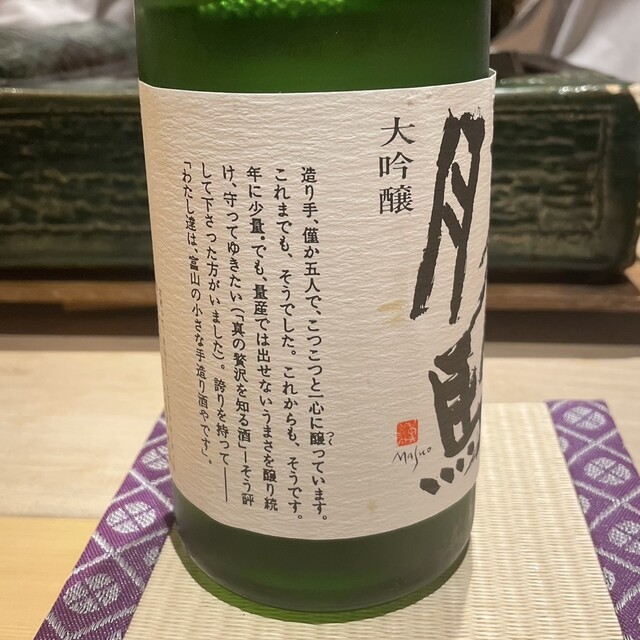 大吟醸
Masuo
造り手、僅か五人で、こつこつと一心に醸っています。
これまでも、そうでした。これからも、そうです。
年に少量。でも、量産では出せないうまさを醸り続
け、守ってゆきたい(「真の贅沢を知る酒」―そう評
して下さった方がいました)。誇りを持って――
「わたし達は、富山の小さな手造り酒やです」。